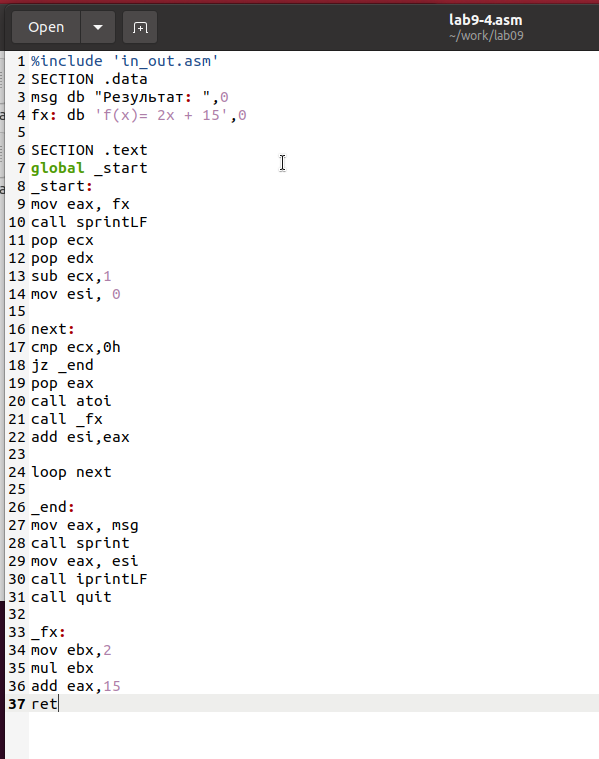 Open
lab9-4.asm
~/work/lab09
1 %include 'in_out.asm'
2 SECTION .data
3 msg db "Результат: ",0
4 fx: db 'f(x)= 2x + 15',0
5
6 SECTION .text
7 global _start
8 _start:
9 mov eax, fx
10 call sprintLF
11 pop ecx
12 pop edx
13 sub ecx,1
14 mov esi, 0
15
16 next:
17 cmp ecx,0h
18 jz _end
19 pop eax
20 call atoi
21 call _fx
22 add esi,eax
23
24 loop next
25
26 _end:
27 mov eax, msg
28 call sprint
29 mov eax, esi
30 call iprintLF
31 call quit
32
33 _fx:
34 mov ebx,2
35 mul ebx
36 add eax,15
37 ret